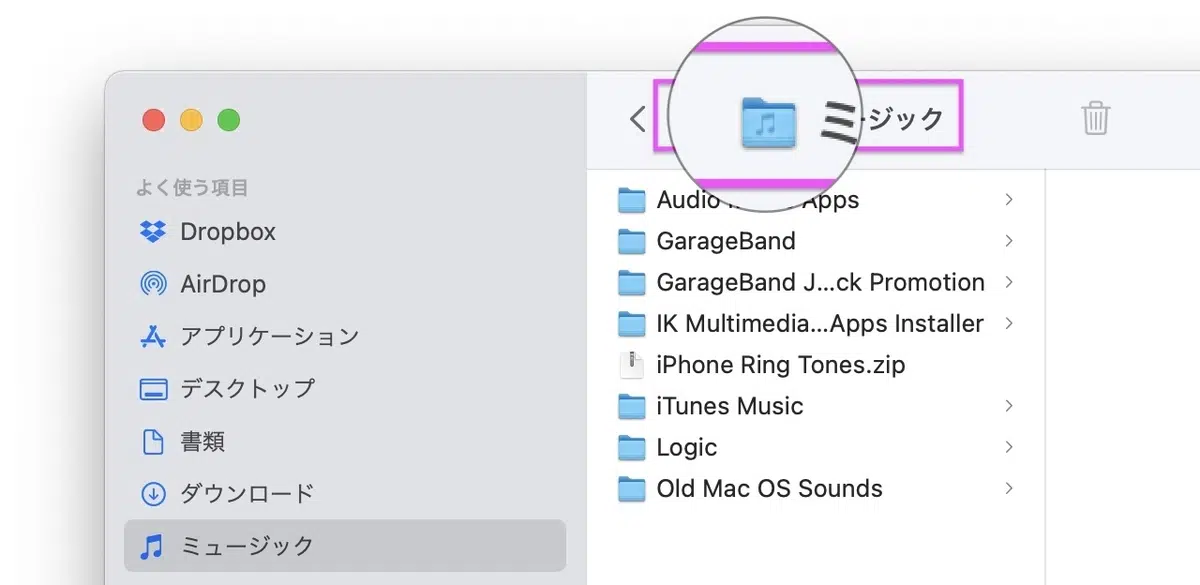 ミージック
よく使う項目
Dropbox
AirDrop
アプリケーション
デスクトップ
書類
ダウンロード
ミュージック
Audio Apps
GarageBand
GarageBand J...ck Promotion
IK Multimedia...Apps Installer
iPhone Ring Tones.zip
iTunes Music
Logic
Old Mac OS Sounds